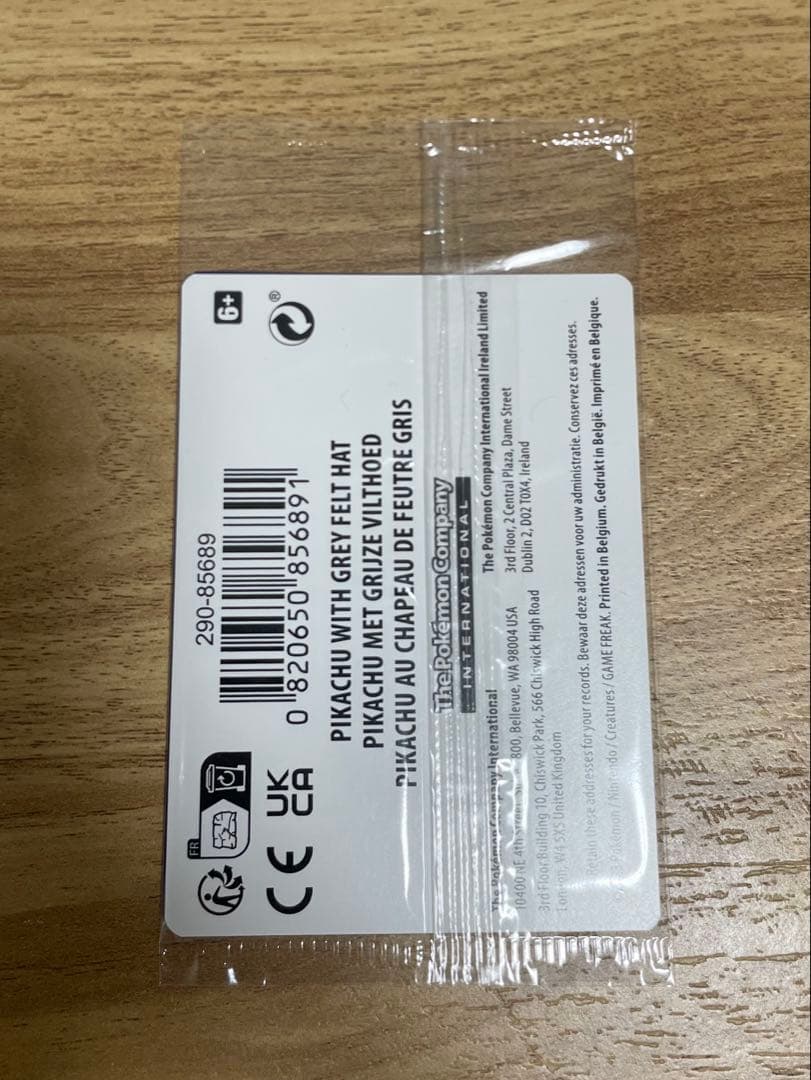 6+
FR
CE
UK
CA
®
290-85689
0 820650 856891
PIKACHU WITH GREY FELT HAT
PIKACHU MET GRIJZE VILTHOED
PIKACHU AU CHAPEAU DE FEUTRE GRIS
The Pokémon Company
INTERNATIONAL
The Pokémon Company International
10400 NE 4th Street, 800, Bellevue, WA 98004 USA
3rd Floor Building 10, Chiswick Park, 566 Chiswick High Road
London, W4 5XS United Kingdom
The Pokémon Company International Ireland Limited
3rd Floor, 2 Central Plaza, Dame Street
Dublin 2, D02 T0X4, Ireland
Retain these addresses for your records. Bewaar deze adressen voor uw administratie. Conservez ces adresses.
Pokémon / Nintendo / Creatures / GAME FREAK. Printed in Belgium. Gedrukt in België. Imprimé en Belgique.